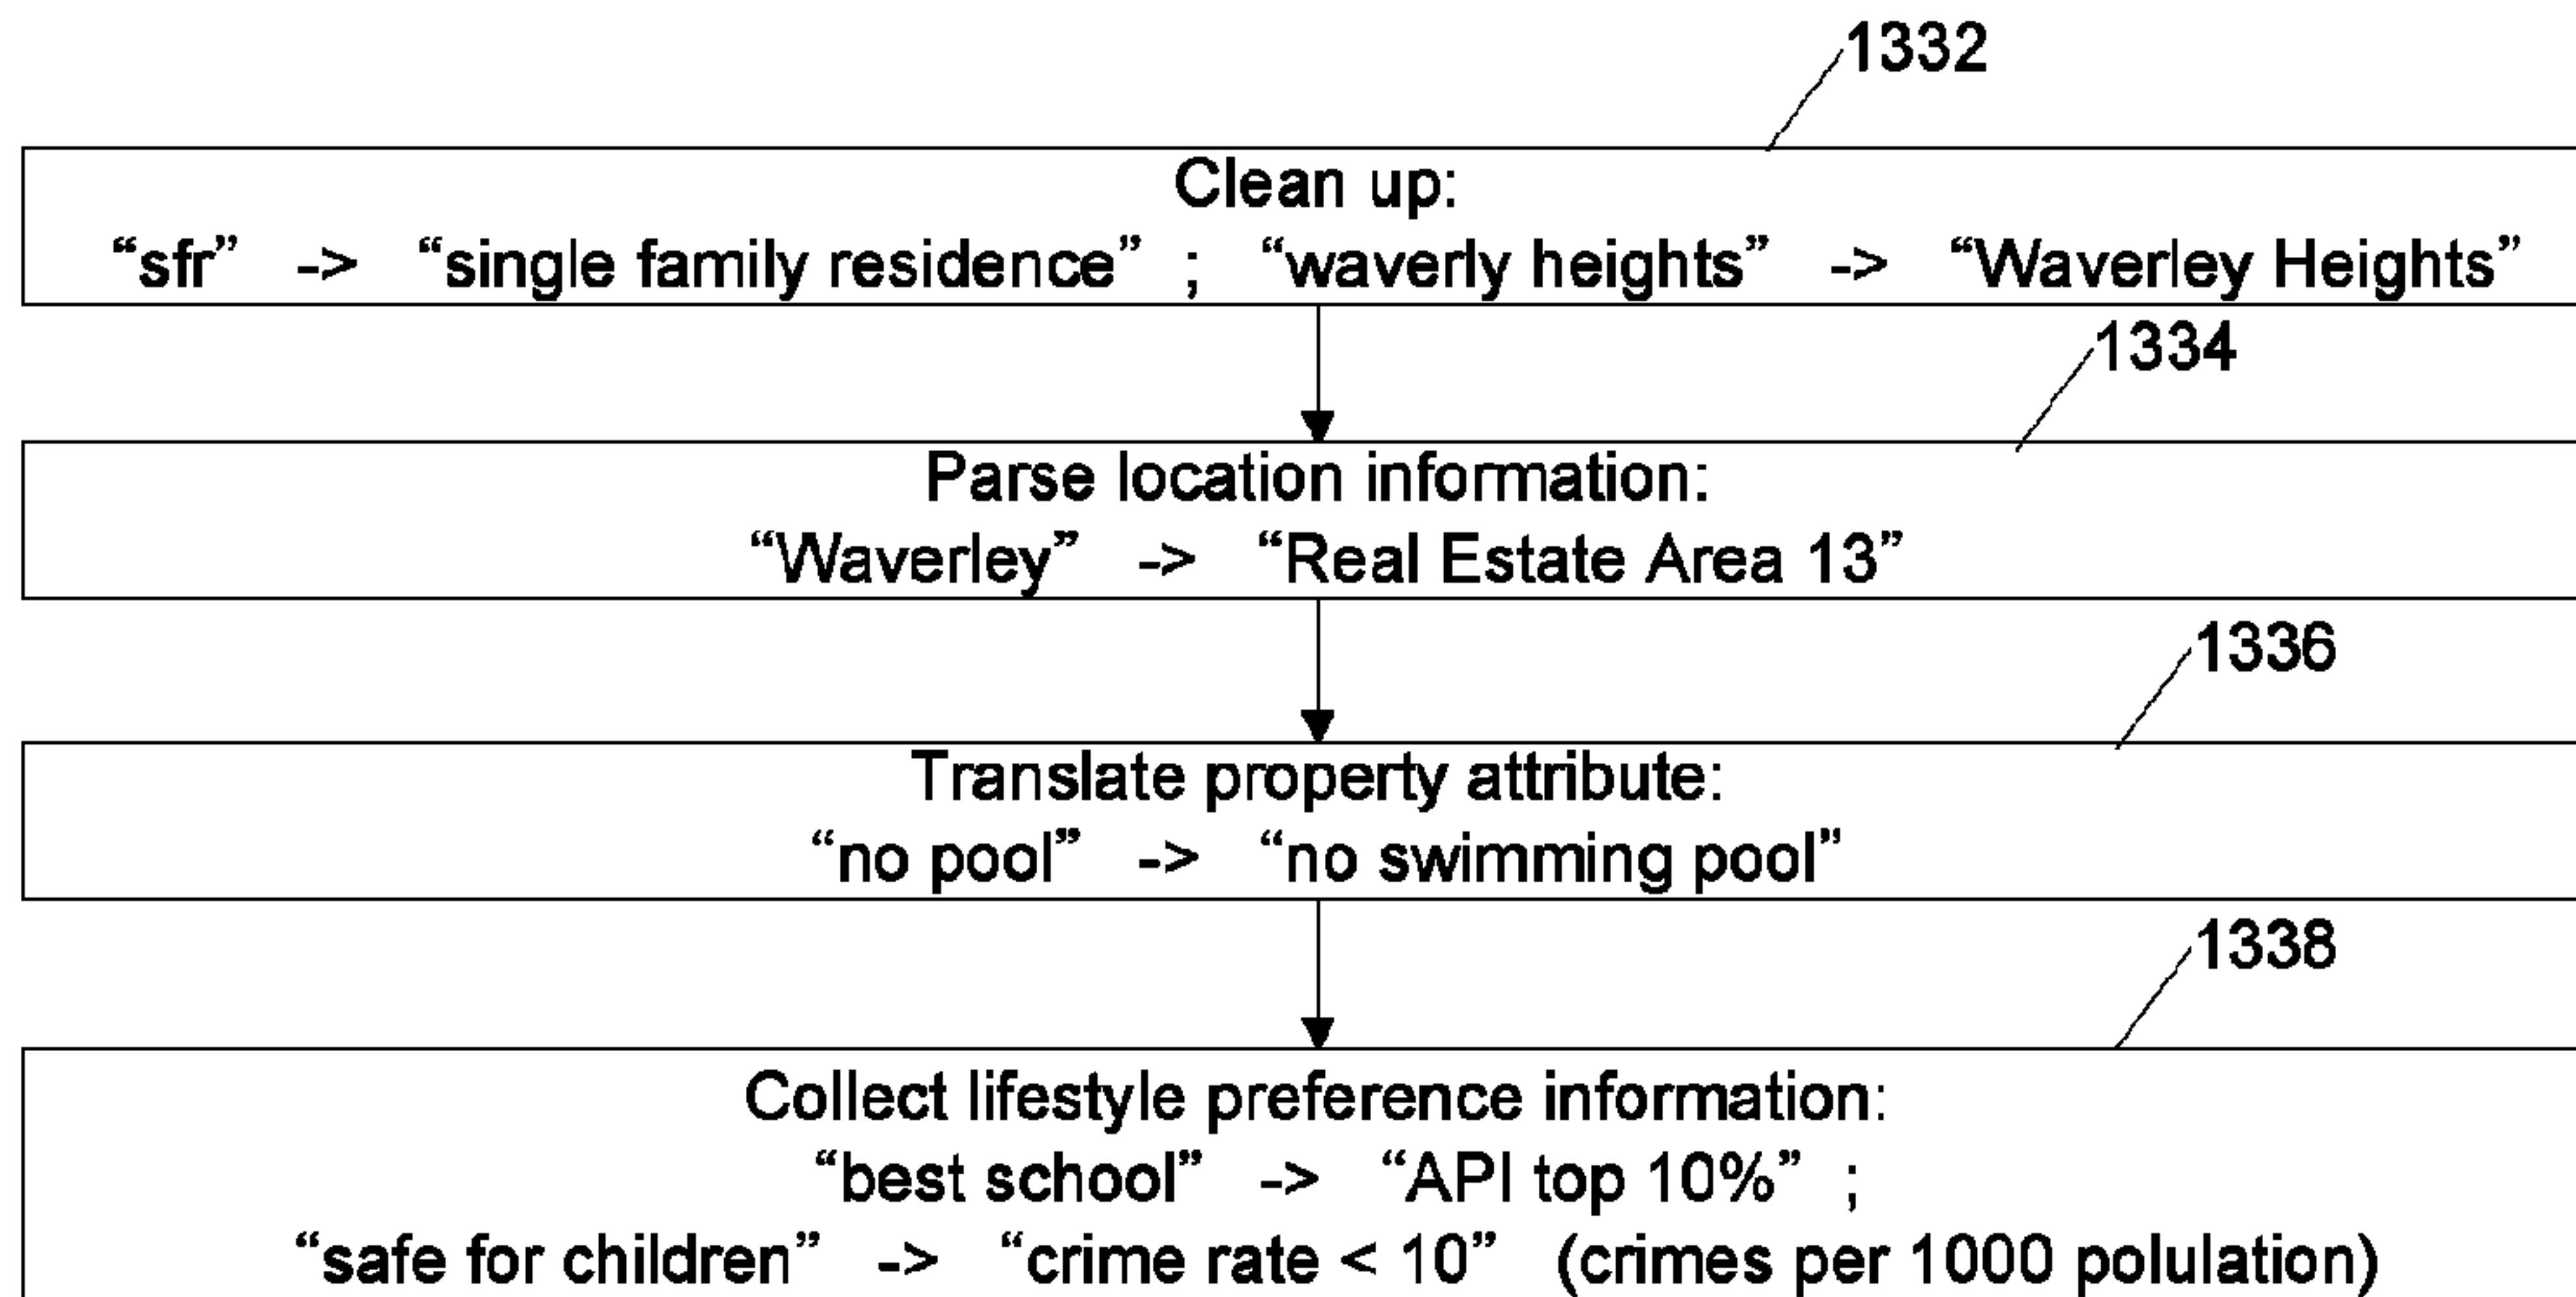 1332
Clean up:
“sfr” -> “single family residence” ; “waverly heights” -> “Waverley Heights”
1334
Parse location information:
“Waverley” -> “Real Estate Area 13”
1336
Translate property attribute:
“no pool” -> “no swimming pool”
1338
Collect lifestyle preference information:
“best school” -> “API top 10%” ;
“safe for children” -> “crime rate < 10” (crimes per 1000 polulation)